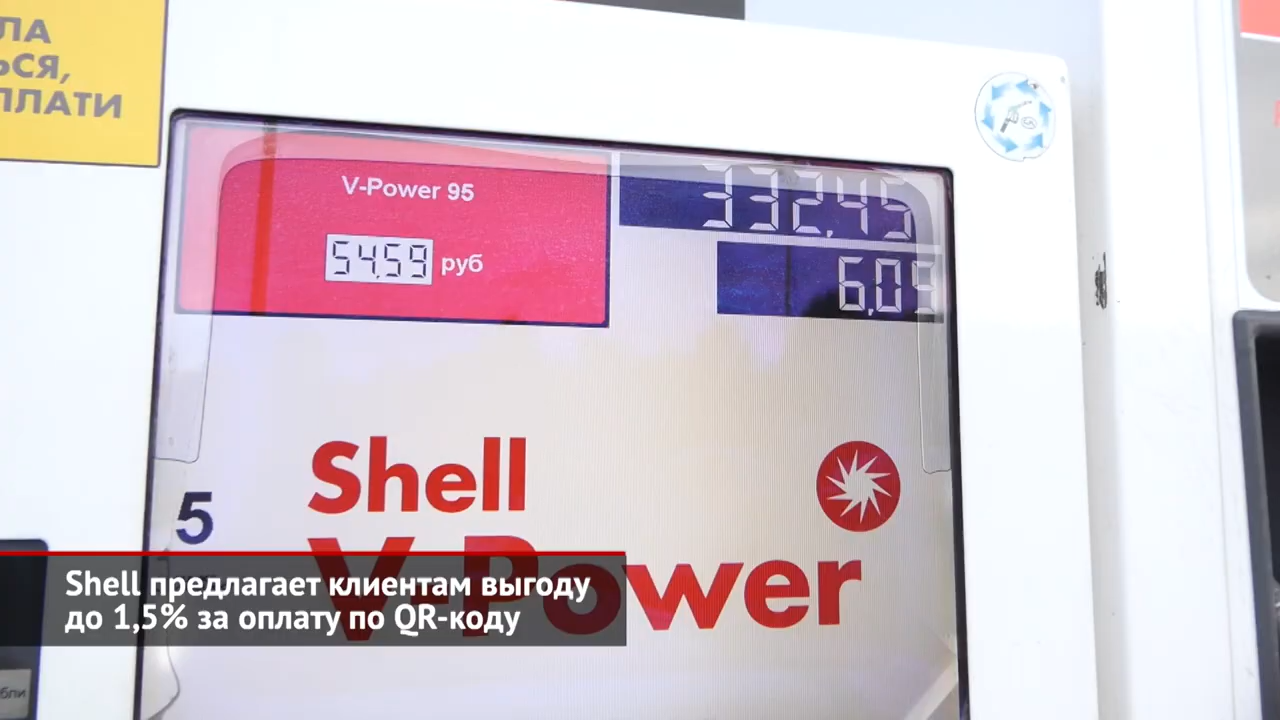 ЛА
ЬСЯ,
ПЛАТИ
V-Power 95
54,59 руб
332,45
6,09
Shell
5
V-Power
Shell предлагает клиентам выгоду
до 1,5% за оплату по QR-коду